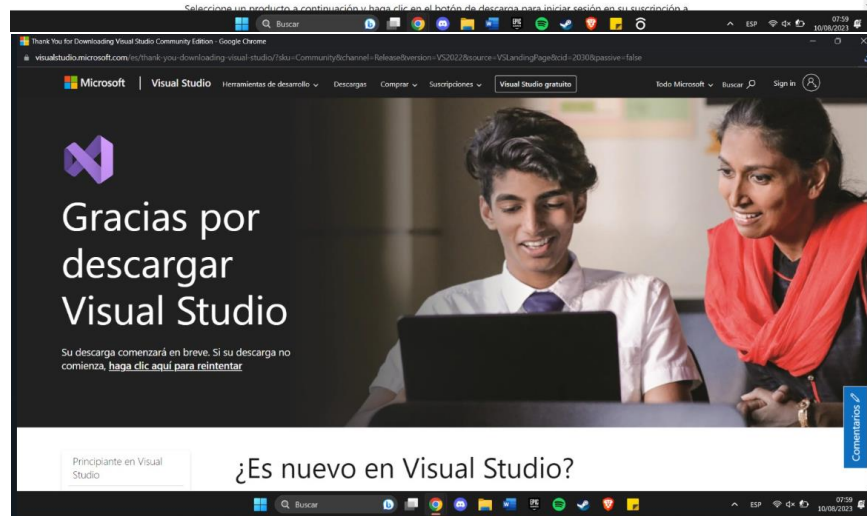 Seleccione un producto a continuación y haga clic en el botón de descarga para iniciar sesión en su suscripción a
Buscar
ESP
07:59
10/08/2023
Thank You for Downloading Visual Studio Community Edition - Google Chrome
visualstudio.microsoft.com/es/thank-you-downloading-visual-studio/?sku=Community&channel=Release&version=VS2022&source=VSLandingPage&cid=2030&passive=false
Microsoft | Visual Studio Herramientas de desarrollo Descargas Comprar Suscripciones Visual Studio gratuito Todo Microsoft Buscar Sign in
Gracias por
descargar
Visual Studio
Su descarga comenzará en breve. Si su descarga no
comienza, haga clic aquí para reintentar
Comentarios
Principiante en Visual
Studio
¿Es nuevo en Visual Studio?
Buscar
ESP
07:59
10/08/2023